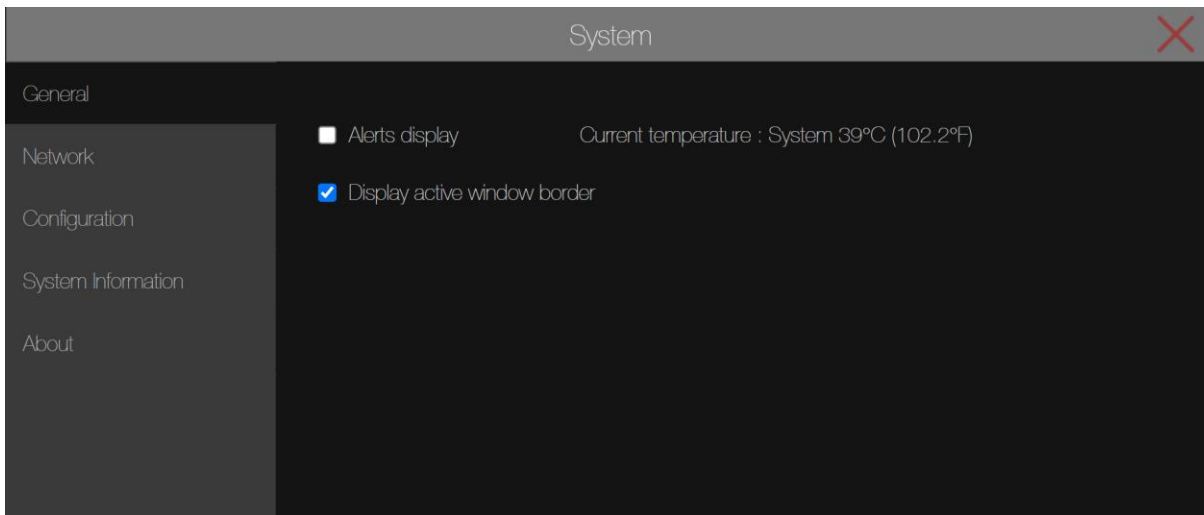 System
General
Alerts display Current temperature : System 39°C (102.2°F)
Network
Display active window border
Configuration
System Information
About